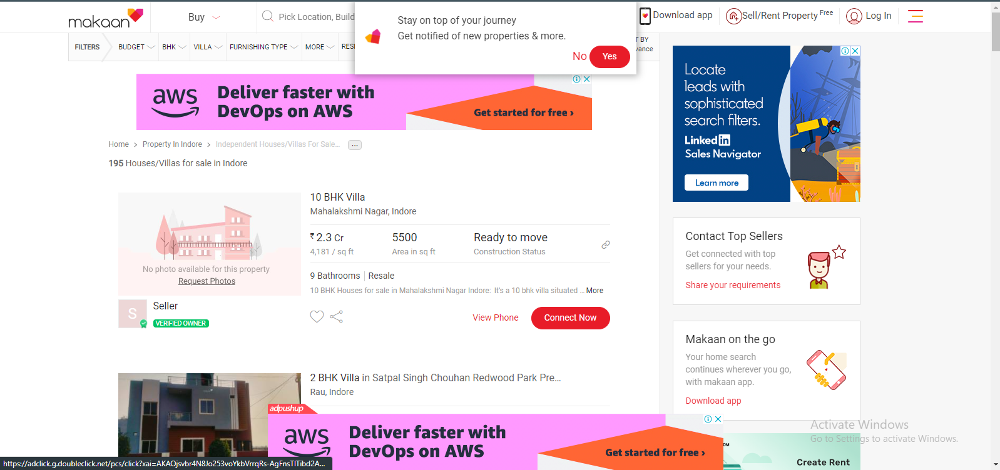 makaan
Buy
Pick Location, Build
Stay on top of your journey
Get notified of new properties & more.
No
Yes
Download app
Sell/Rent Property Free
Log In
FILTERS
BUDGET
BHK
VILLA
FURNISHING TYPE
MORE
RES
T BY
vance
aws
Deliver faster with
DevOps on AWS
Get started for free ›
Home > Property In Indore > Independent Houses/Villas For Sale... ...
195 Houses/Villas for sale in Indore
No photo available for this property
Request Photos
S
Seller
VERIFIED OWNER
10 BHK Villa
Mahalakshmi Nagar, Indore
₹ 2.3 Cr
4,181 / sq ft
5500
Area in sq ft
Ready to move
Construction Status
9 Bathrooms | Resale
10 BHK Houses for sale in Mahalakshmi Nagar Indore: It's a 10 bhk villa situated ... More
View Phone
Connect Now
2 BHK Villa in Satpal Singh Chouhan Redwood Park Pre...
Rau, Indore
adpushup
aws
Deliver faster with
DevOps on AWS
Get started for free ›
https://adclick.g.doubleclick.net/pcs/click?xai=AKAOjsvbr4N8Jo253voYkbVrrqRs-AgFnsTlTibd2A...
Locate
leads with
sophisticated
search filters.
Linked in
Sales Navigator
Learn more
Contact Top Sellers
Get connected with top
sellers for your needs.
Share your requirements
Makaan on the go
Your home search
continues wherever you go,
with makaan app.
Download app
Activate Windows
Go to Settings to activate Windows.
OM
Create Rent